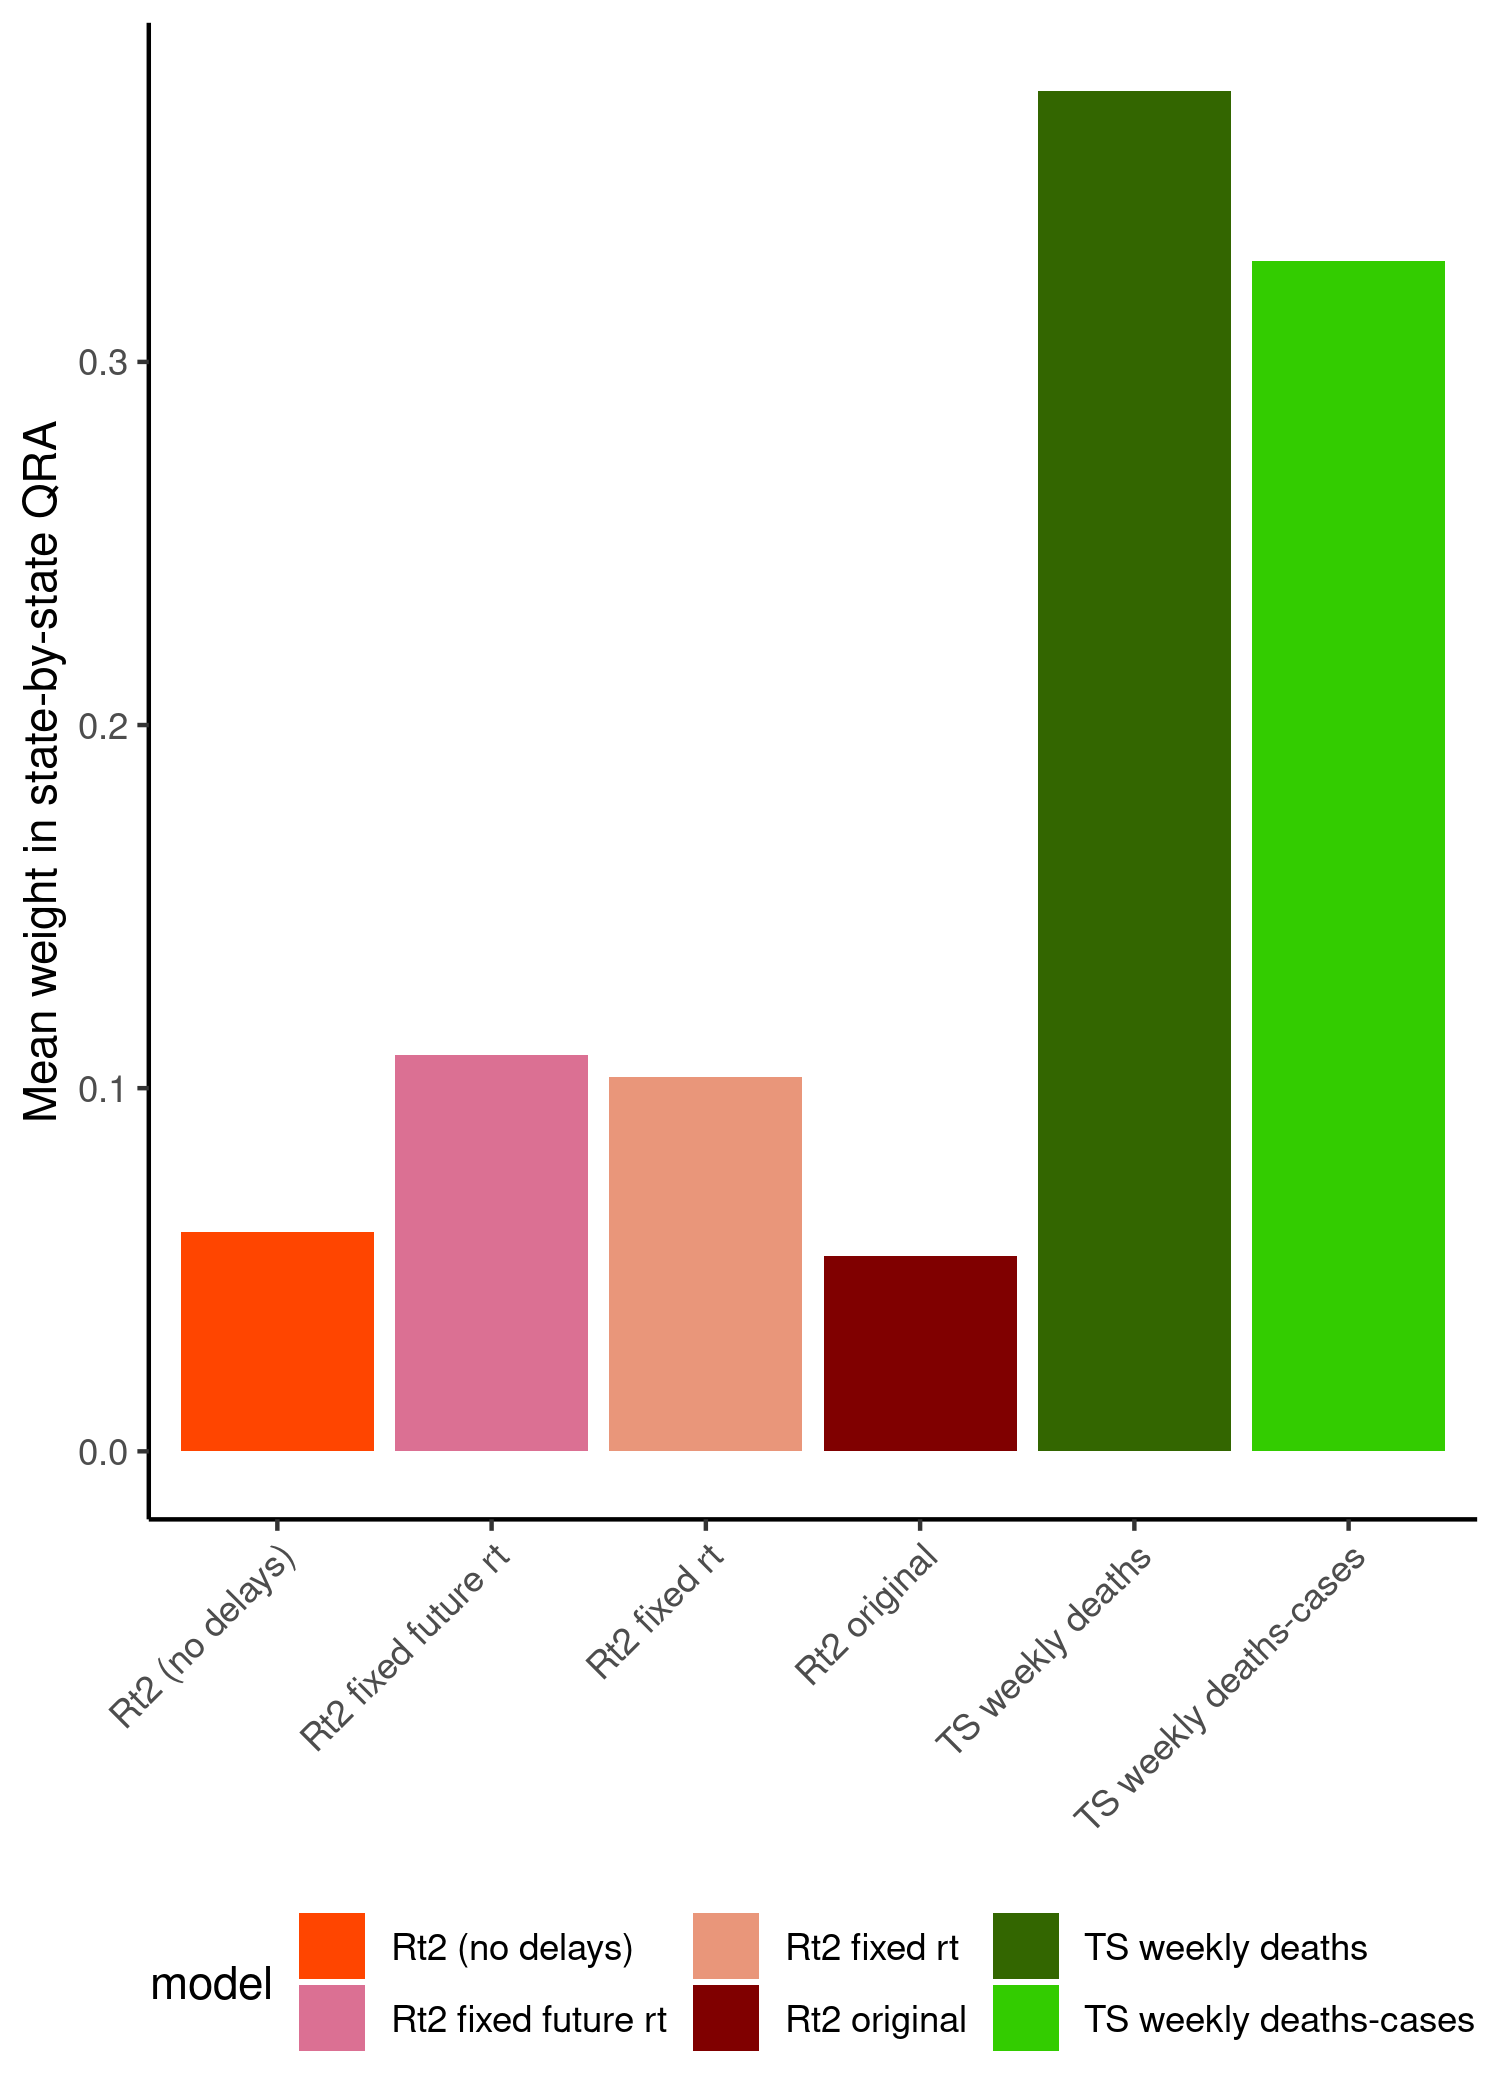 Mean weight in state-by-state QRA
0.3
0.2
0.1
0.0
Rt2 (no delays)
Rt2 fixed future rt
Rt2 fixed rt
Rt2 original
TS weekly deaths
TS weekly deaths-cases
model
Rt2 (no delays)
Rt2 fixed future rt
Rt2 fixed rt
Rt2 original
TS weekly deaths
TS weekly deaths-cases